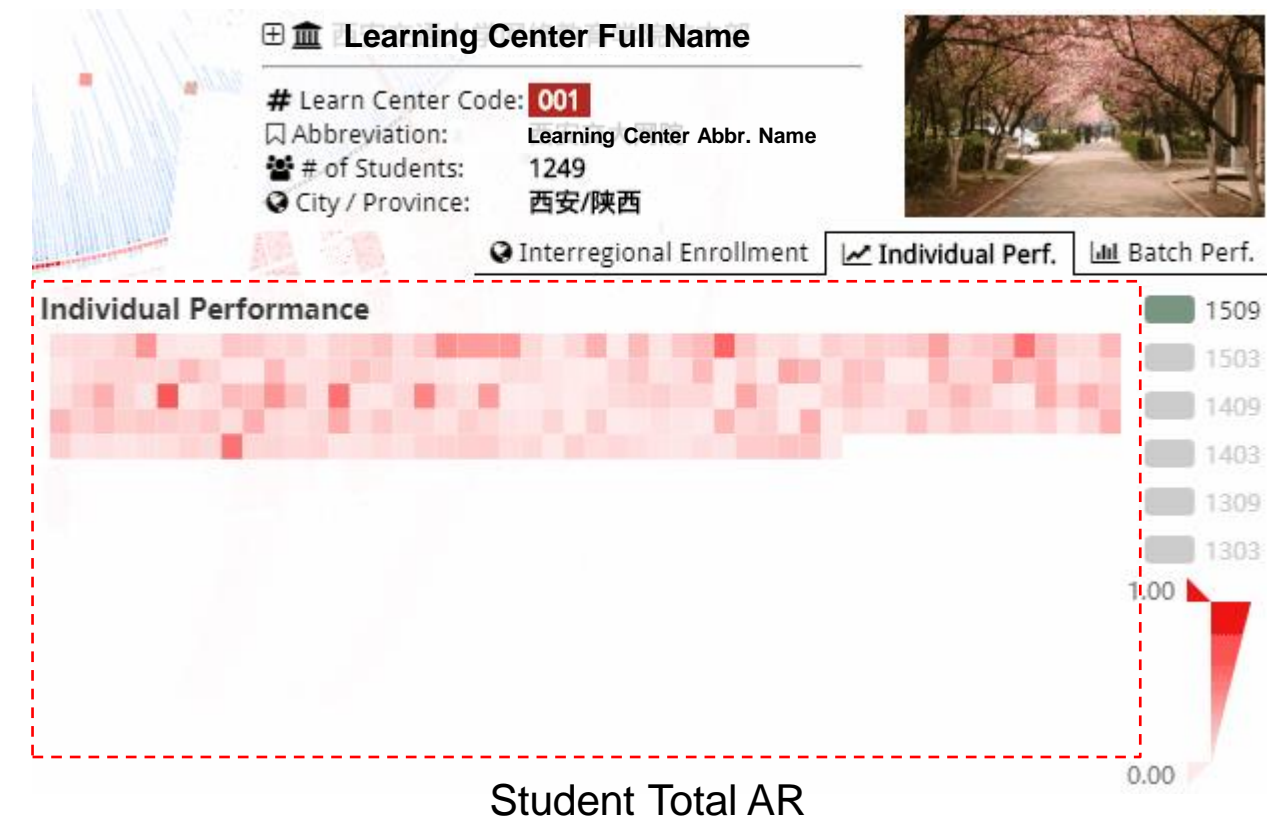 Learning Center Full Name
# Learn Center Code: 001
Abbreviation: Learning Center Abbr. Name
# of Students: 1249
City / Province: 西安/陕西
Interregional Enrollment Individual Perf. Batch Perf.
Individual Performance
1509
1503
1409
1403
1309
1303
1.00
0.00
Student Total AR